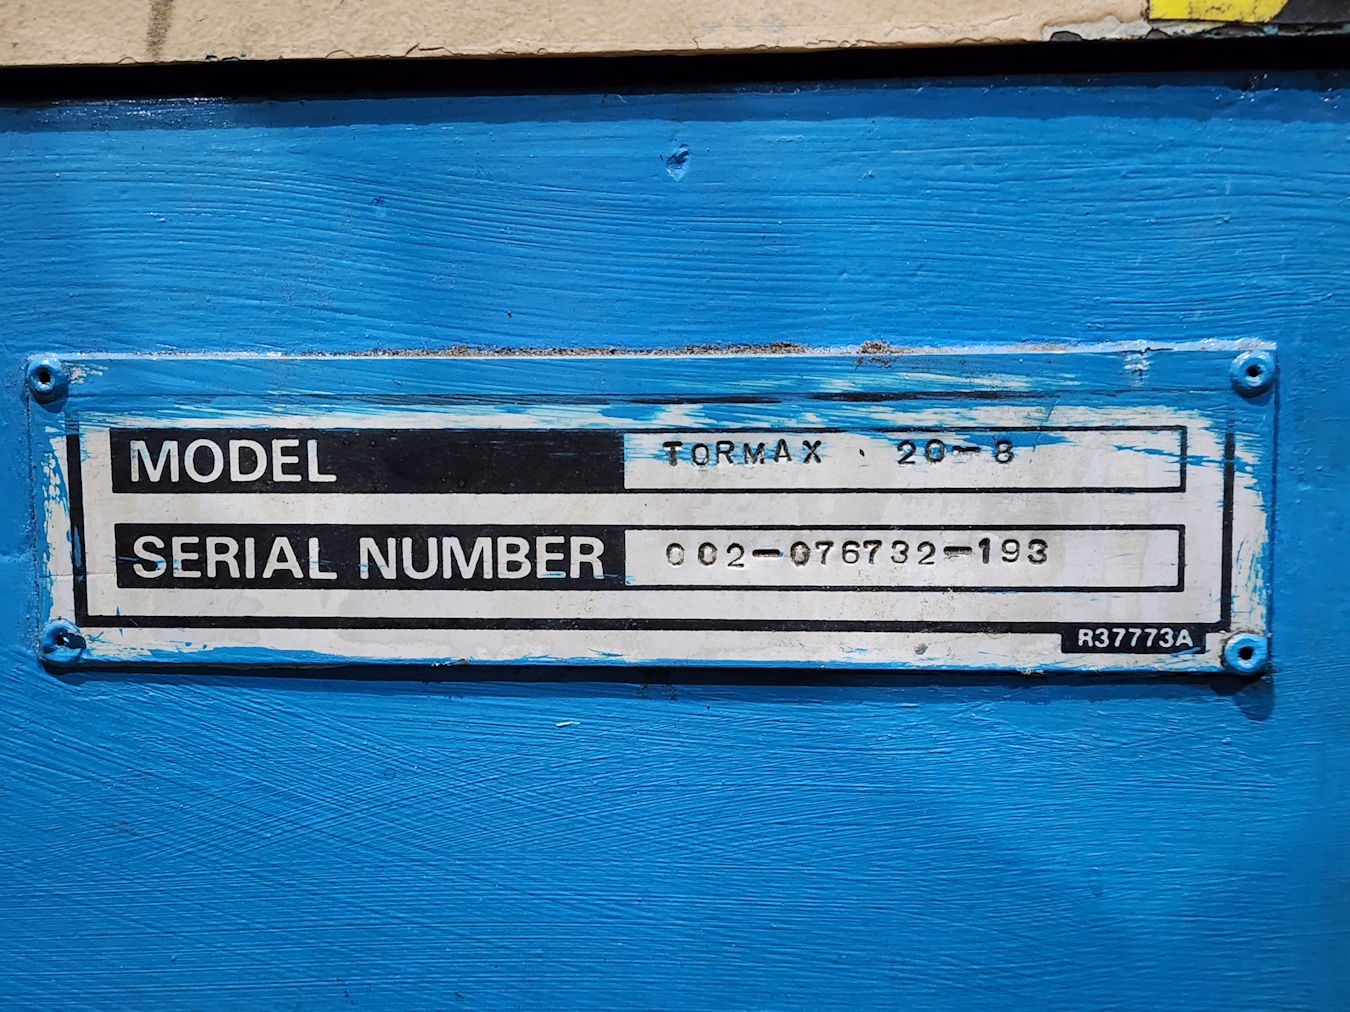 MODEL TORMAX 20-8
SERIAL NUMBER 002-076732-193
R37773A